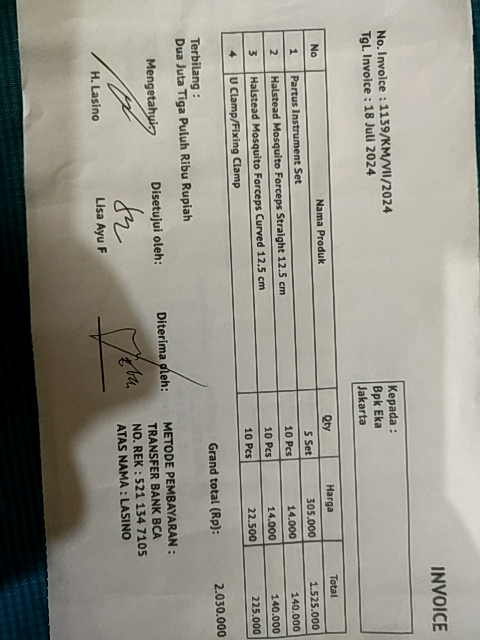 INVOICE
No. Invoice : 1139/KM/VII/2024
Tgl. Invoice : 18 Juli 2024
Kepada :
Bpk Eka
Jakarta
No Nama Produk Qty Harga Total
1 Partus Instrument Set 5 Set 305.000 1.525.000
2 Halstead Mosquito Forceps Straight 12.5 cm 10 Pcs 14.000 140.000
3 Halstead Mosquito Forceps Curved 12.5 cm 10 Pcs 14.000 140.000
4 U Clamp/Fixing Clamp 10 Pcs 22.500 225.000
Grand total (Rp): 2.030.000
Terbilang :
Dua Juta Tiga Puluh Ribu Rupiah
Mengetahui, Disetujui oleh: Diterima oleh:
H. Lasino Lisa Ayu F
METODE PEMBAYARAN :
TRANSFER BANK BCA
NO. REK : 521 134 7105
ATAS NAMA : LASINO